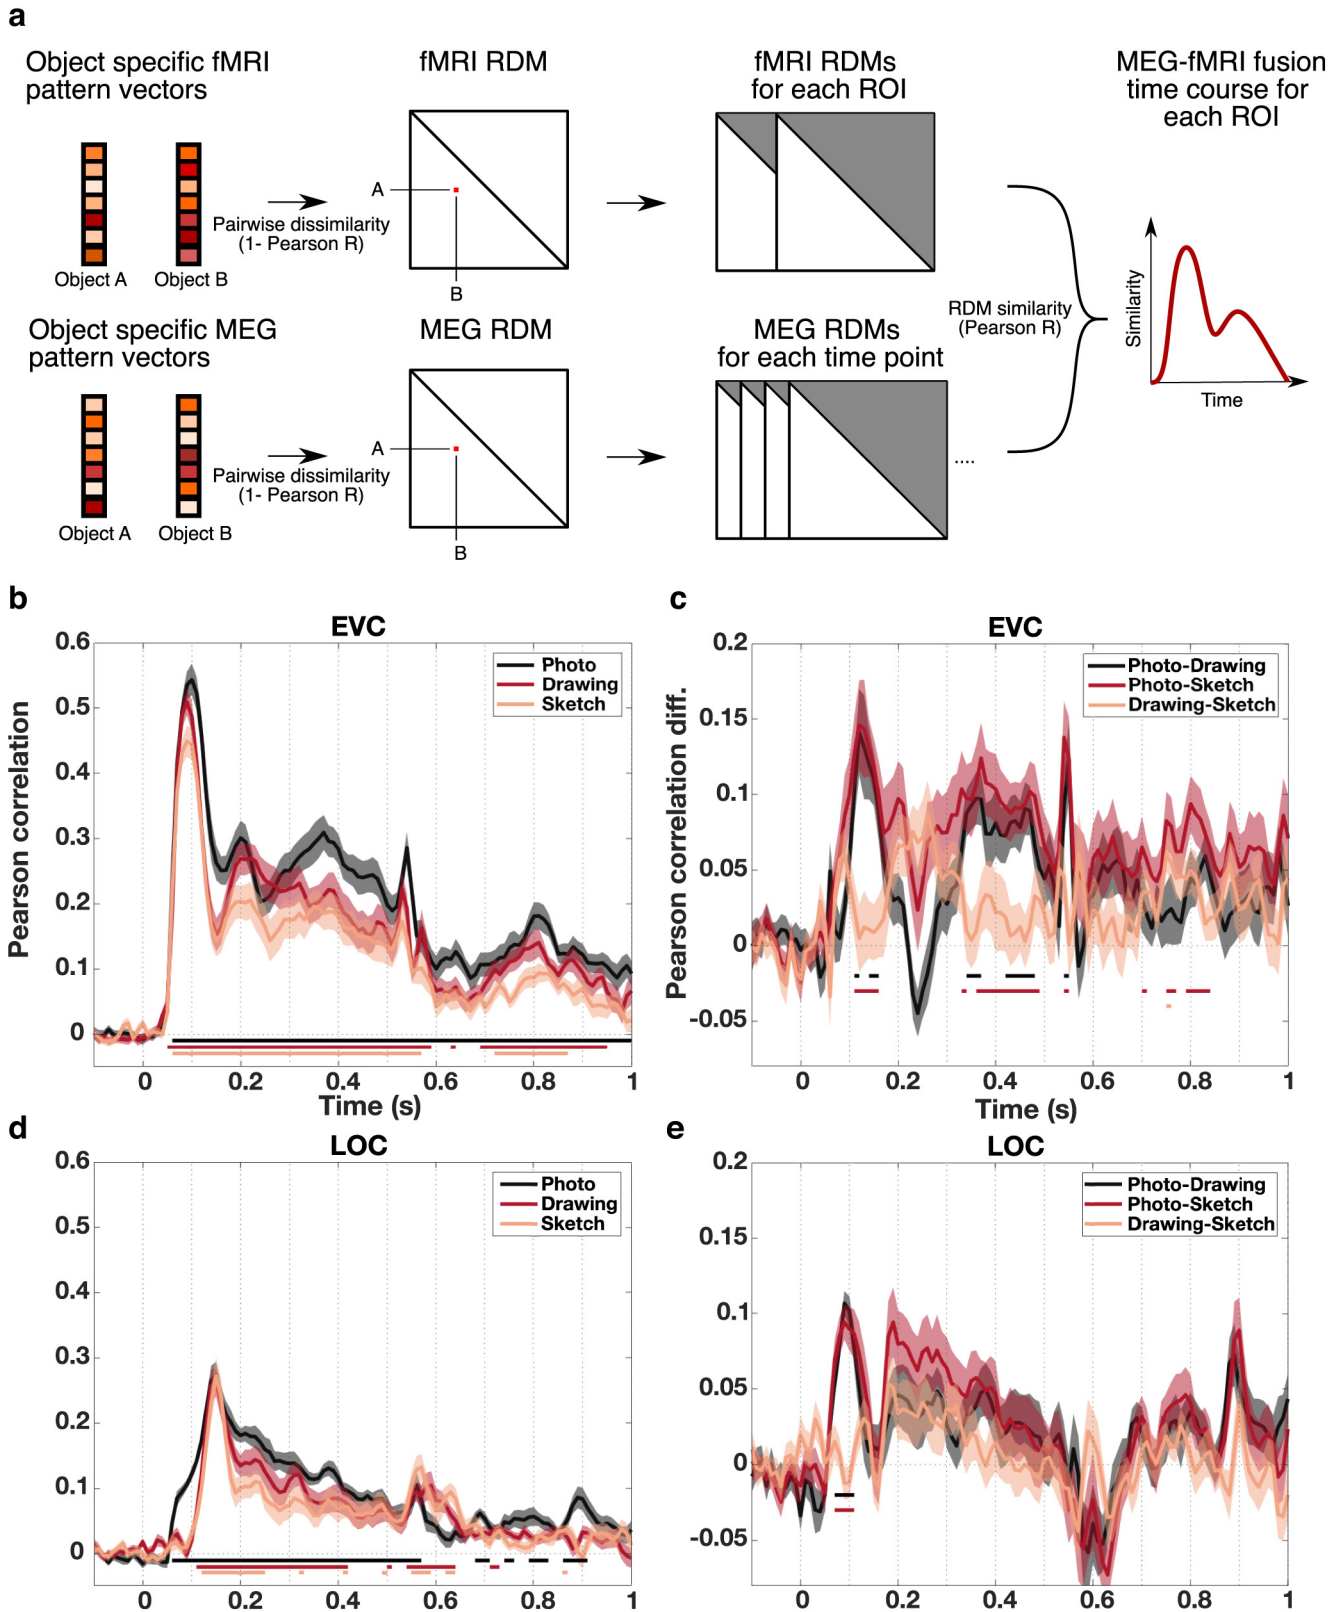 a
Object specific fMRI
pattern vectors
fMRI RDM
fMRI RDMs
for each ROI
MEG-fMRI fusion
time course for
each ROI
Object A
Object B
Pairwise dissimilarity
(1- Pearson R)
A
B
Object specific MEG
pattern vectors
MEG RDM
MEG RDMs
for each time point
RDM similarity
(Pearson R)
Similarity
Time
Object A
Object B
Pairwise dissimilarity
(1- Pearson R)
A
B
....
b
EVC
Pearson correlation
0.6
0.5
0.4
0.3
0.2
0.1
0
Photo
Drawing
Sketch
0 0.2 0.4 0.6 0.8 1
Time (s)
c
EVC
Pearson correlation diff.
0.2
0.15
0.1
0.05
0
-0.05
Photo-Drawing
Photo-Sketch
Drawing-Sketch
0 0.2 0.4 0.6 0.8 1
Time (s)
d
LOC
0.6
0.5
0.4
0.3
0.2
0.1
0
Photo
Drawing
Sketch
0 0.2 0.4 0.6 0.8 1
e
LOC
0.2
0.15
0.1
0.05
0
-0.05
Photo-Drawing
Photo-Sketch
Drawing-Sketch
0 0.2 0.4 0.6 0.8 1